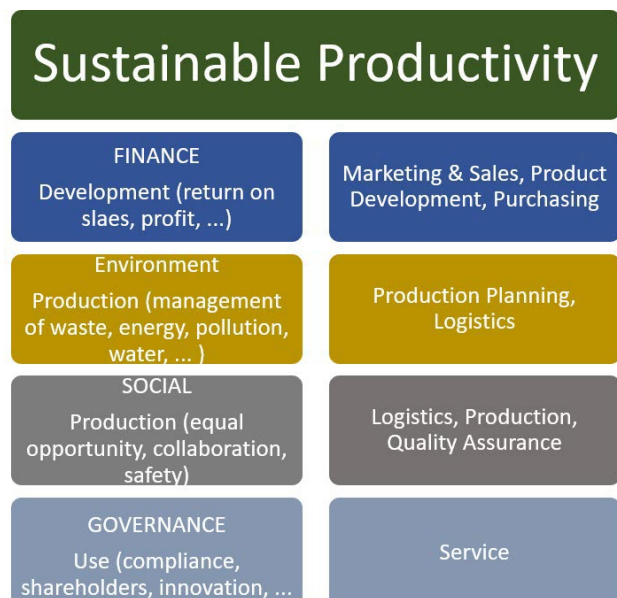 Sustainable Productivity
FINANCE
Development (return on
slaes, profit, ...)
Marketing & Sales, Product
Development, Purchasing
Environment
Production (management
of waste, energy, pollution,
water, ... )
Production Planning,
Logistics
SOCIAL
Production (equal
opportunity, collaboration,
safety)
Logistics, Production,
Quality Assurance
GOVERNANCE
Use (compliance,
shareholders, innovation, ...
Service